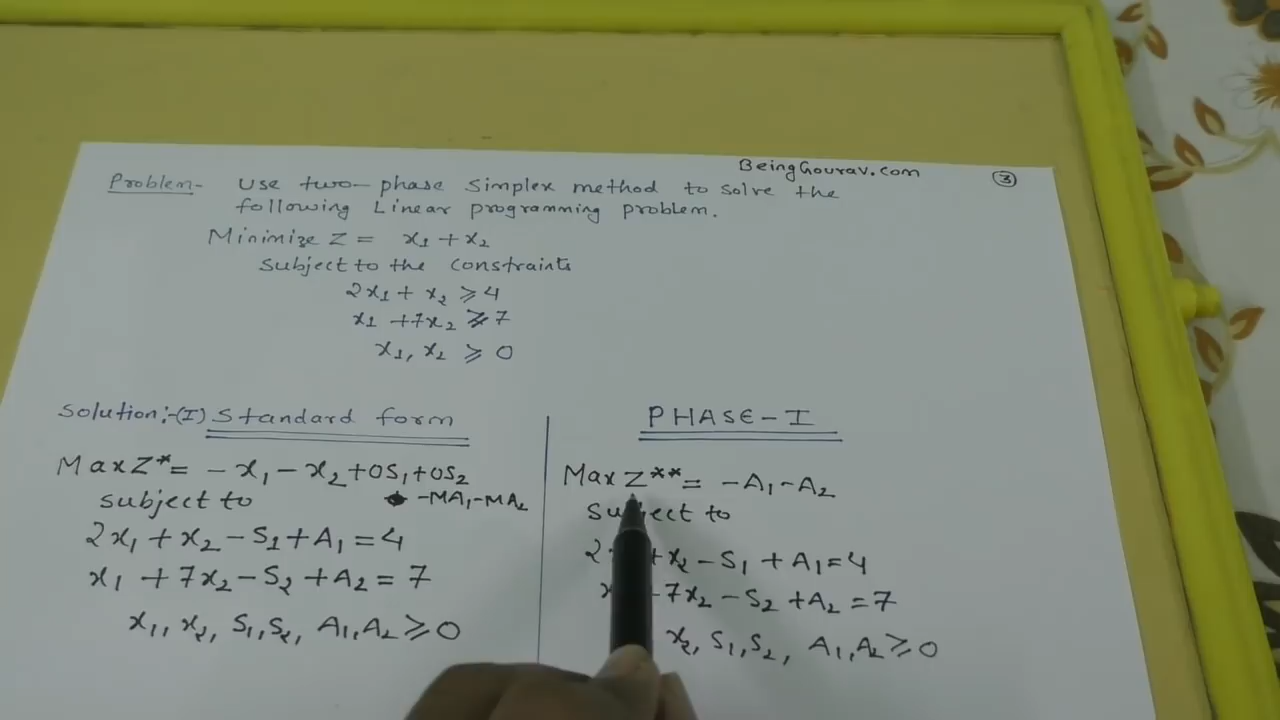 BeingGourav.com
③
Problem- Use two-phase Simplex method to solve the
following Linear programming problem.
Minimize Z = x₁ + x₂
Subject to the constraints
2x₁ + x₂ ≥ 4
x₁ + 7x₂ ≥ 7
x₁, x₂ ≥ 0
Solution:-(I) Standard form
Max Z* = -x₁ - x₂ + 0S₁ + 0S₂
subject to -MA₁-MA₂
2x₁ + x₂ - S₁ + A₁ = 4
x₁ + 7x₂ - S₂ + A₂ = 7
x₁, x₂, S₁, S₂, A₁, A₂ ≥ 0
PHASE-I
Max Z** = -A₁ - A₂
Subject to
2 + x₂ - S₁ + A₁ = 4
7x₂ - S₂ + A₂ = 7
x₂, S₁, S₂, A₁, A₂ ≥ 0